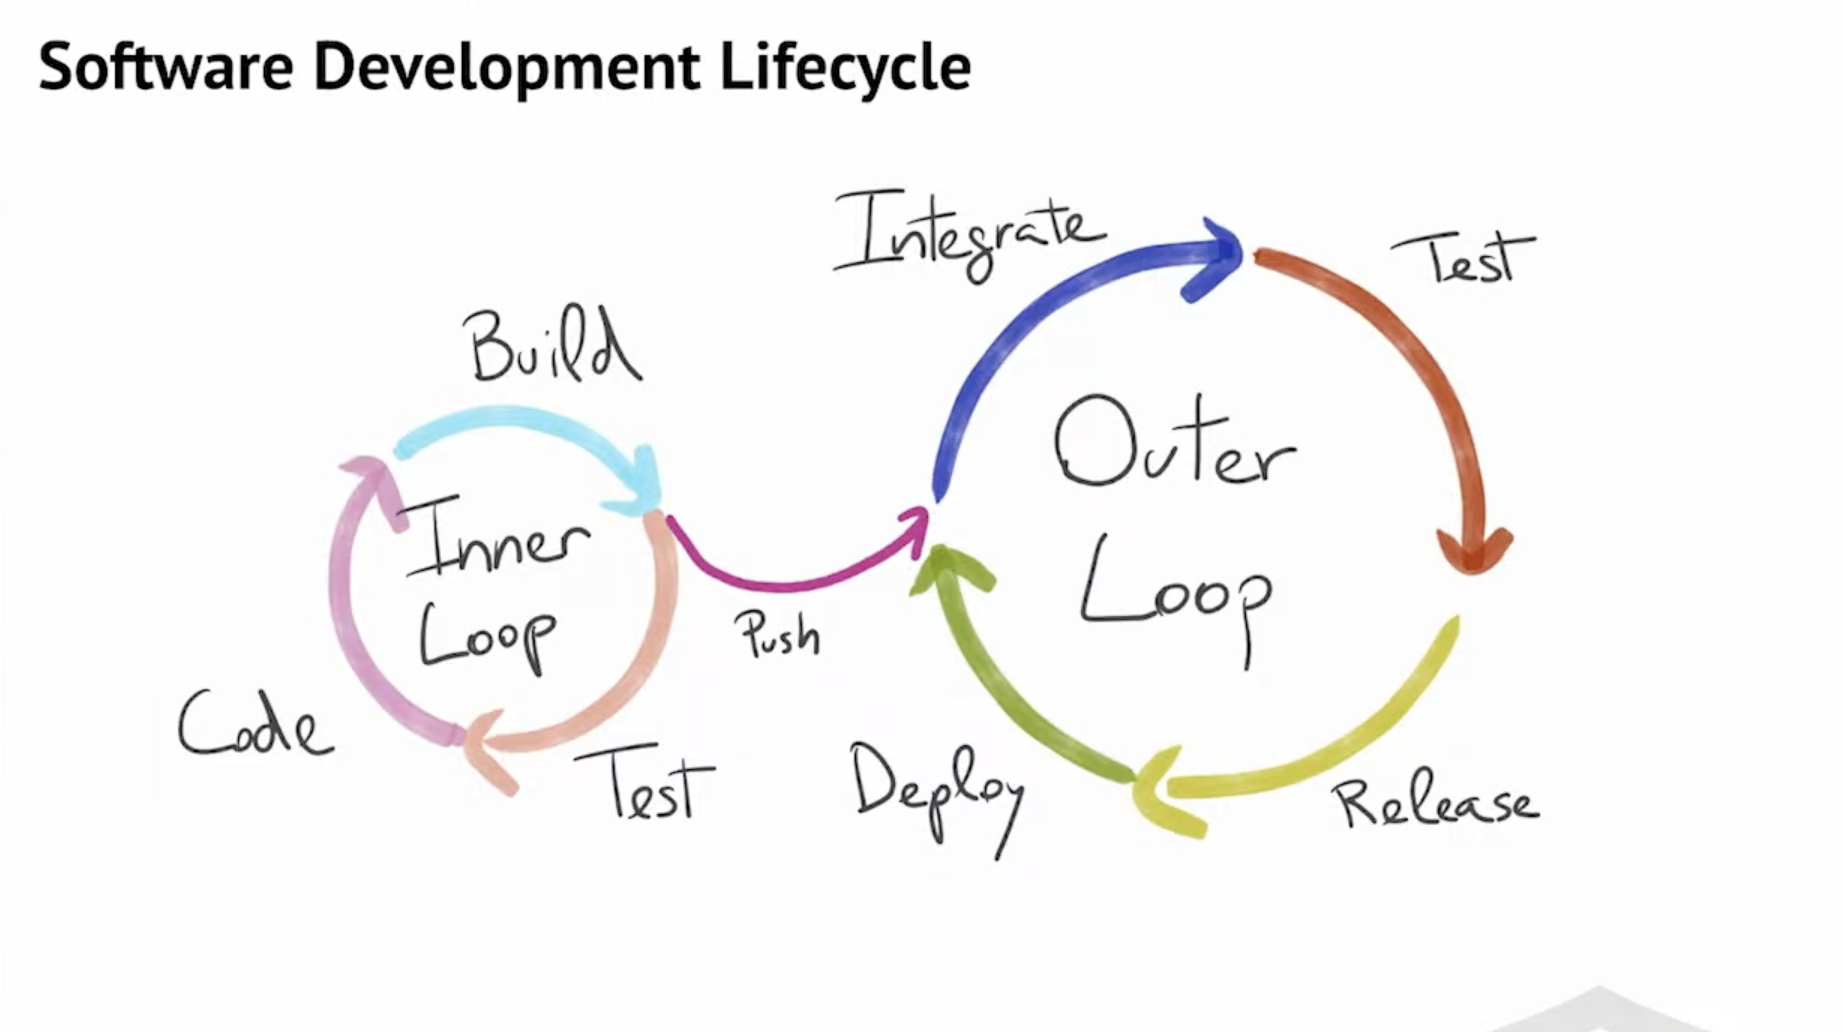 Software Development Lifecycle
Integrate
Test
Build
Outer
Loop
Inner
Loop
Push
Code
Test
Deploy
Release